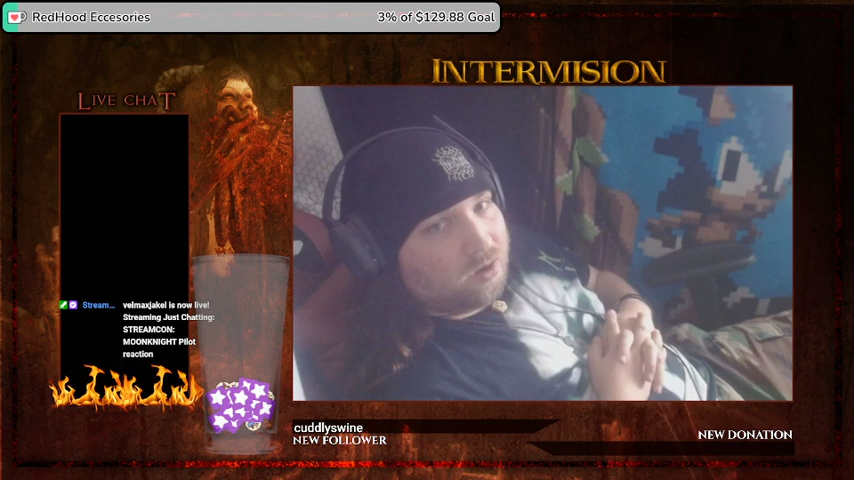 RedHood Eccesories
3% of $129.88 Goal
INTERMISION
LIVE CHAT
Stream...
velmaxjakel is now live!
Streaming Just Chatting:
STREAMCON:
MOONKNIGHT Pilot
reaction
cuddlyswine
NEW FOLLOWER
NEW DONATION